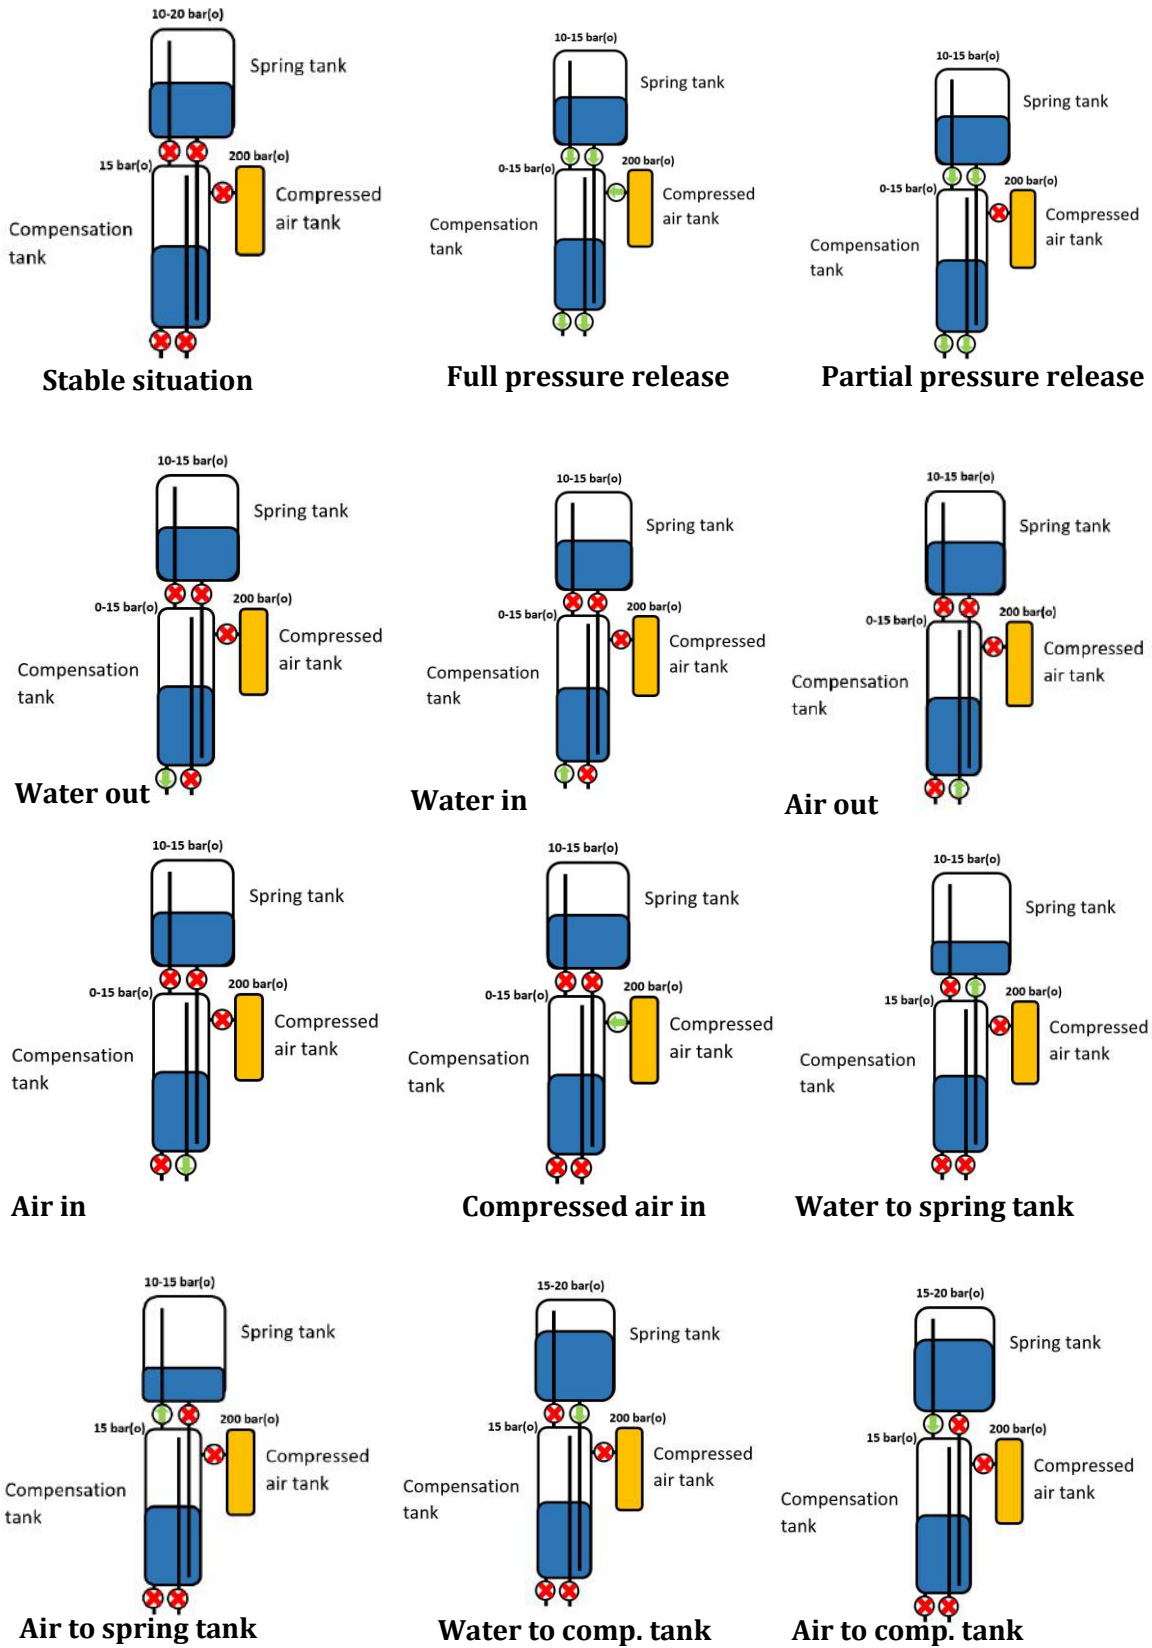 10-20 bar(o)
Spring tank
15 bar(o)
200 bar(o)
Compensation
tank
Compressed
air tank
Stable situation
10-15 bar(o)
Spring tank
0-15 bar(o)
200 bar(o)
Compensation
tank
Compressed
air tank
Full pressure release
10-15 bar(o)
Spring tank
0-15 bar(o)
200 bar(o)
Compensation
tank
Compressed
air tank
Partial pressure release
10-15 bar(o)
Spring tank
0-15 bar(o)
200 bar(o)
Compensation
tank
Compressed
air tank
Water out
10-15 bar(o)
Spring tank
0-15 bar(o)
200 bar(o)
Compensation
tank
Compressed
air tank
Water in
10-15 bar(o)
Spring tank
0-15 bar(o)
200 bar(o)
Compensation
tank
Compressed
air tank
Air out
10-15 bar(o)
Spring tank
0-15 bar(o)
200 bar(o)
Compensation
tank
Compressed
air tank
Air in
10-15 bar(o)
Spring tank
0-15 bar(o)
200 bar(o)
Compensation
tank
Compressed
air tank
Compressed air in
10-15 bar(o)
Spring tank
15 bar(o)
200 bar(o)
Compensation
tank
Compressed
air tank
Water to spring tank
10-15 bar(o)
Spring tank
15 bar(o)
200 bar(o)
Compensation
tank
Compressed
air tank
Air to spring tank
15-20 bar(o)
Spring tank
15 bar(o)
200 bar(o)
Compensation
tank
Compressed
air tank
Water to comp. tank
15-20 bar(o)
Spring tank
15 bar(o)
200 bar(o)
Compensation
tank
Compressed
air tank
Air to comp. tank